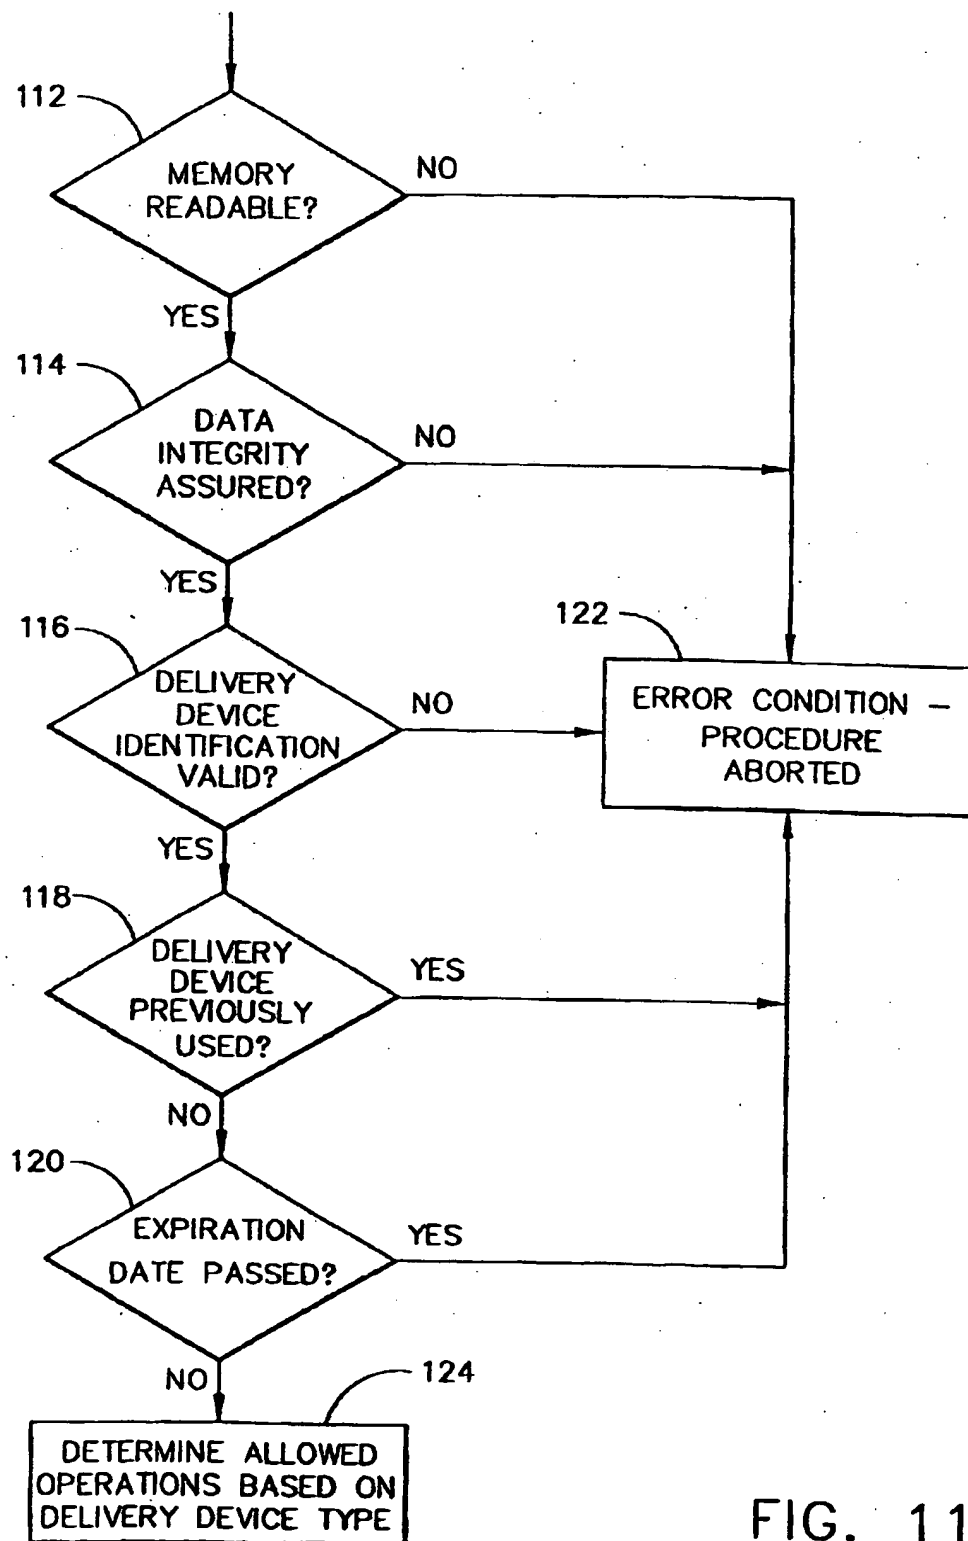 112
MEMORY
READABLE?
NO
YES
114
DATA
INTEGRITY
ASSURED?
NO
YES
116
DELIVERY
DEVICE
IDENTIFICATION
VALID?
NO
122
ERROR CONDITION –
PROCEDURE
ABORTED
YES
118
DELIVERY
DEVICE
PREVIOUSLY
USED?
YES
NO
120
EXPIRATION
DATE PASSED?
YES
NO
124
DETERMINE ALLOWED
OPERATIONS BASED ON
DELIVERY DEVICE TYPE
FIG. 11